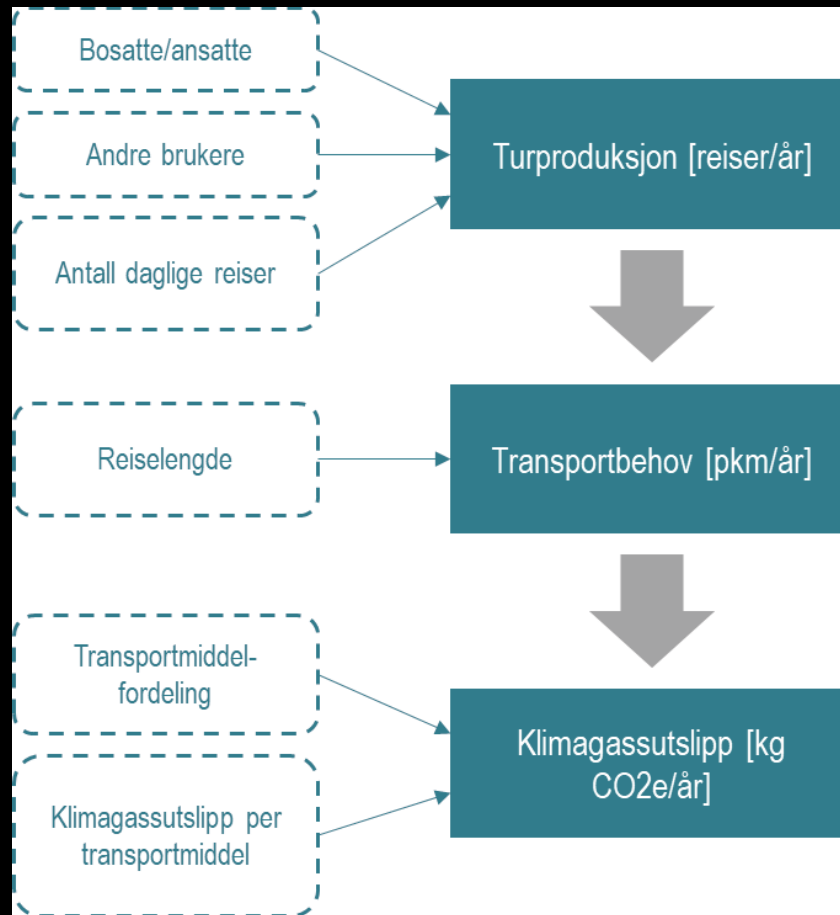 Bosatte/ansatte
Andre brukere
Antall daglige reiser
Turproduksjon [reiser/år]
Reiselengde
Transportbehov [pkm/år]
Transportmiddel-
fordeling
Klimagassutslipp per
transportmiddel
Klimagassutslipp [kg
CO2e/år]